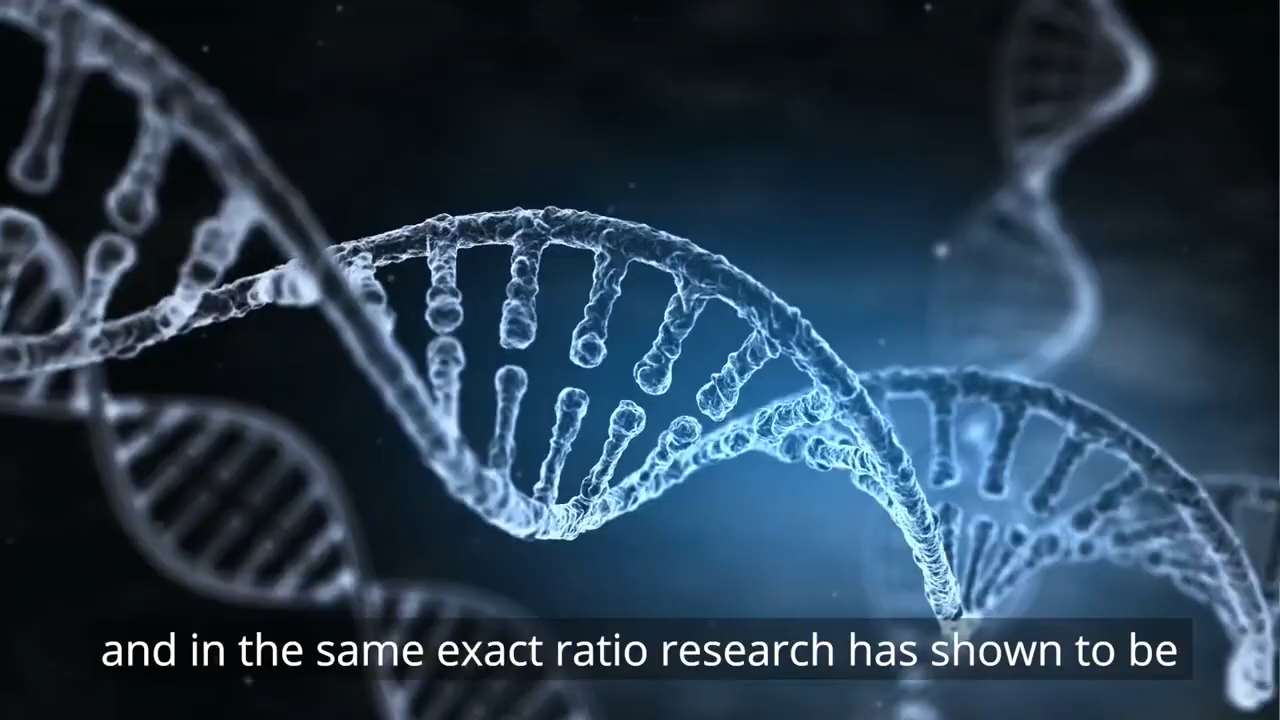 and in the same exact ratio research has shown to be